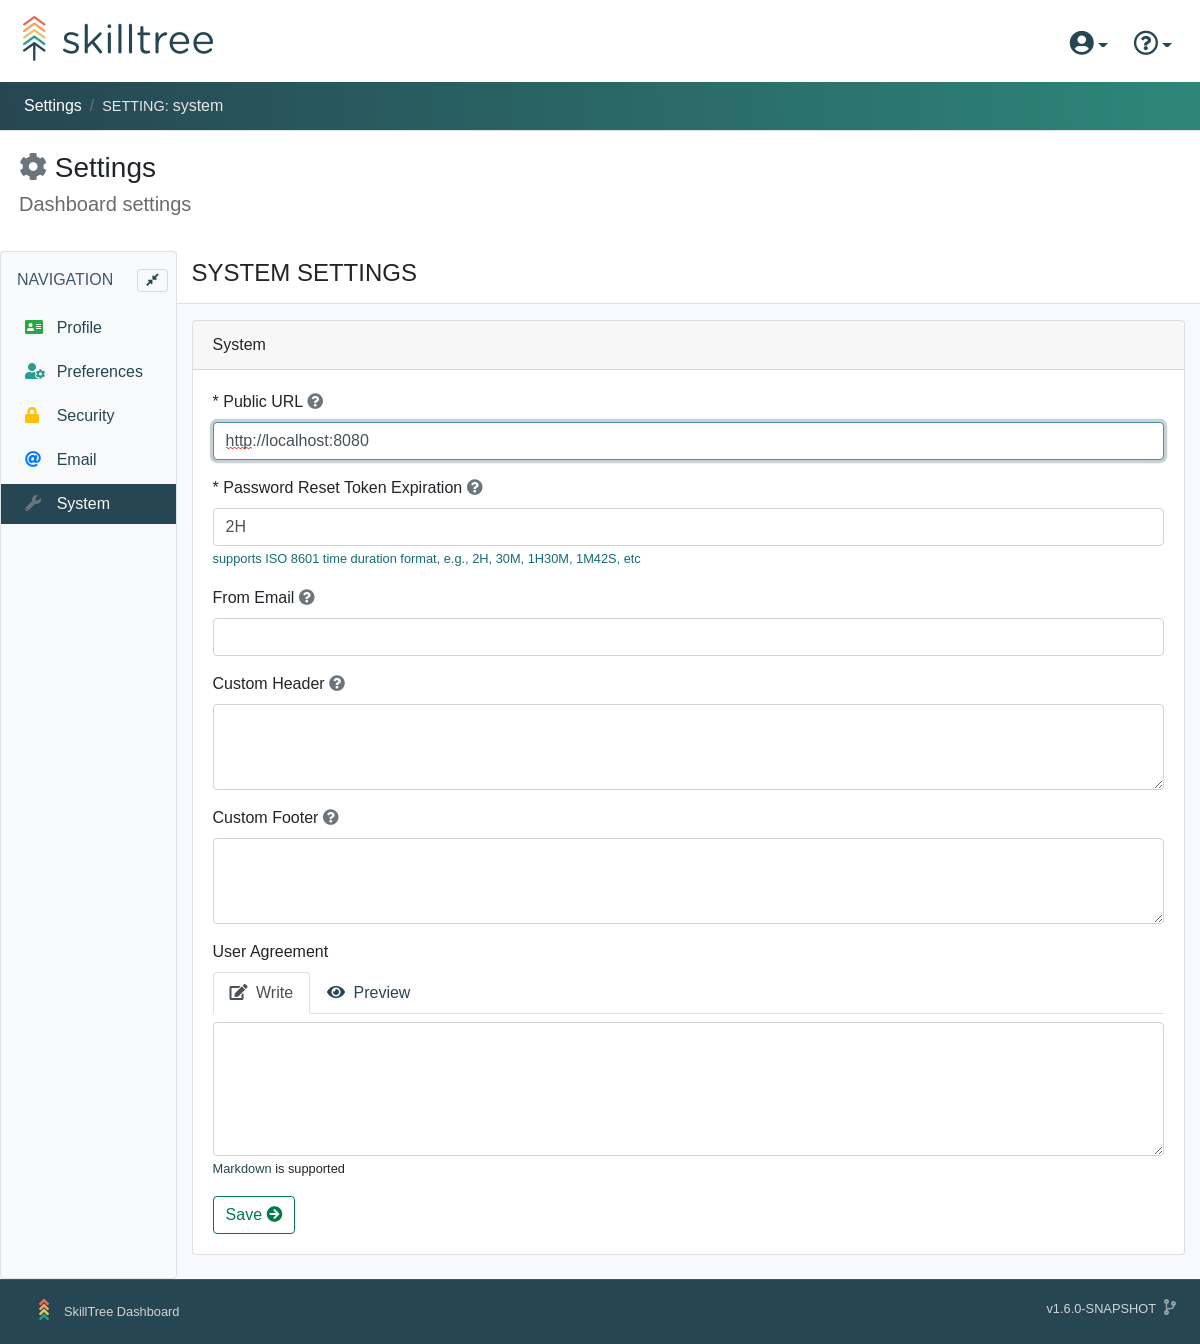 skilltree
Settings / SETTING: system
Settings
Dashboard settings
NAVIGATION
Profile
Preferences
Security
Email
System
SYSTEM SETTINGS
System
* Public URL
http://localhost:8080
* Password Reset Token Expiration
2H
supports ISO 8601 time duration format, e.g., 2H, 30M, 1H30M, 1M42S, etc
From Email
Custom Header
Custom Footer
User Agreement
Write Preview
Markdown is supported
Save
SkillTree Dashboard
v1.6.0-SNAPSHOT